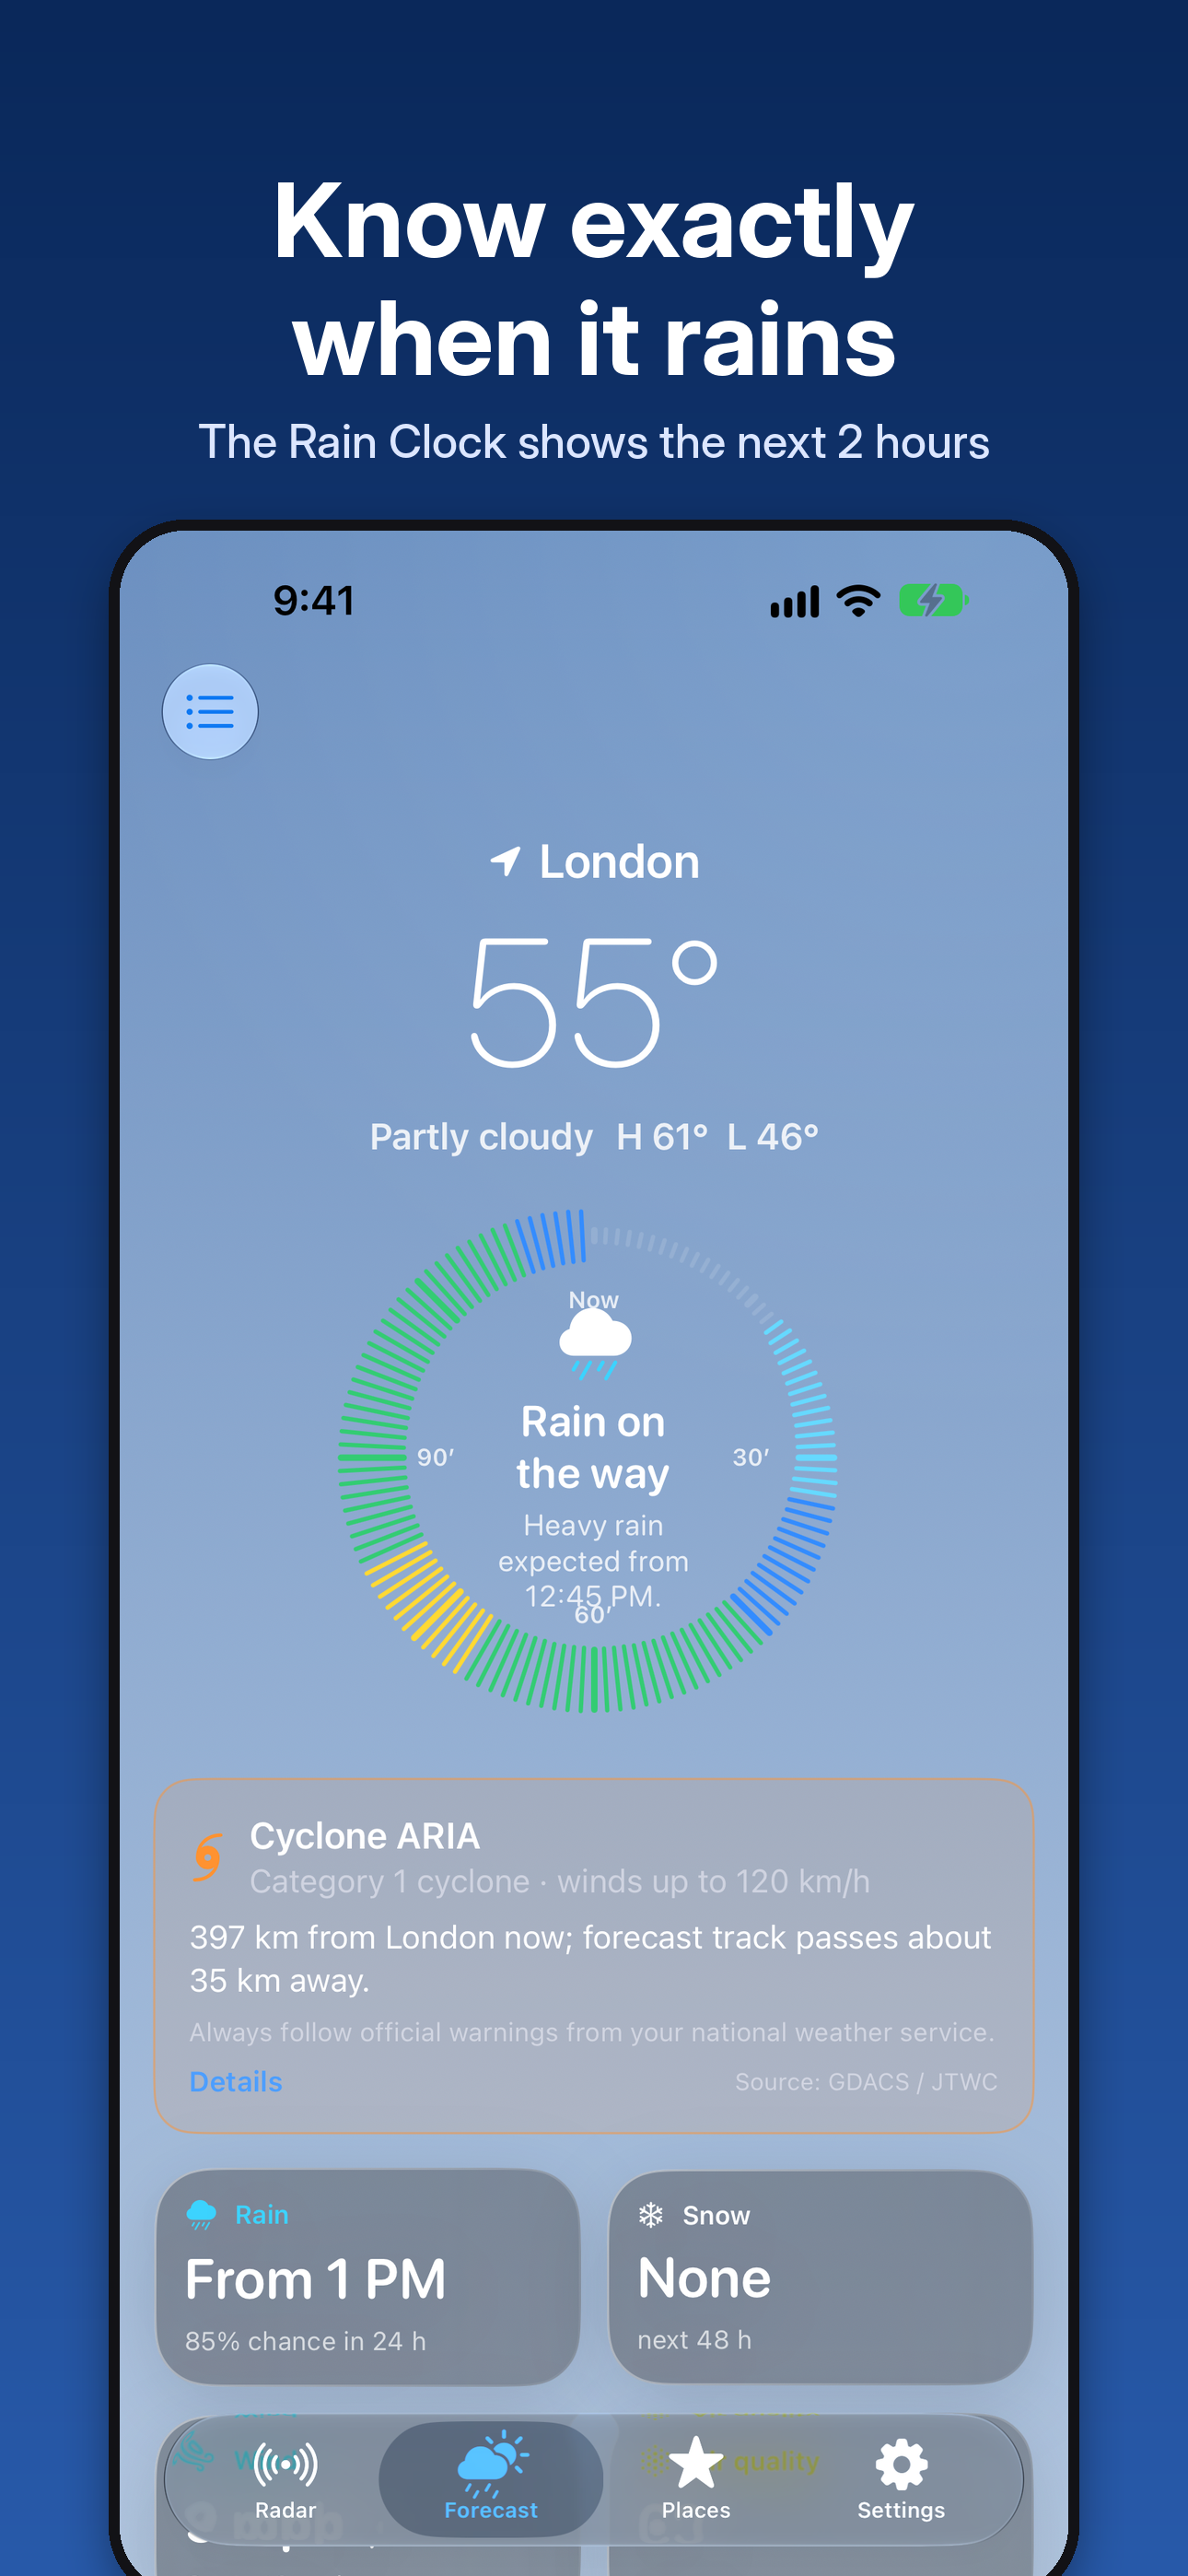 Know exactly
when it rains
The Rain Clock shows the next 2 hours
9:41
London
55°
Partly cloudy H 61° L 46°
Now
Rain on
the way
90′
30′
Heavy rain
expected from
12:45 PM.
60′
Cyclone ARIA
Category 1 cyclone · winds up to 120 km/h
397 km from London now; forecast track passes about
35 km away.
Always follow official warnings from your national weather service.
Details
Source: GDACS / JTWC
Rain
From 1 PM
85% chance in 24 h
Snow
None
next 48 h
quality
Radar
Forecast
Places
Settings